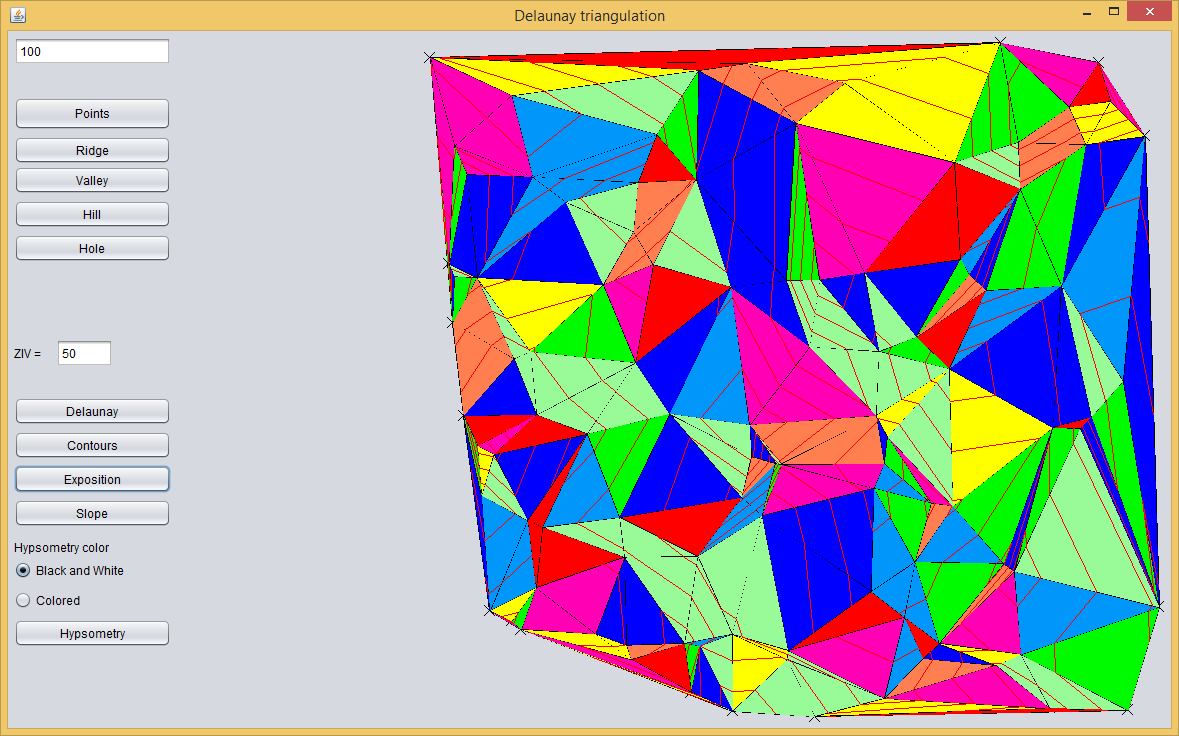 Delaunay triangulation
100
Points
Ridge
Valley
Hill
Hole
ZIV = 50
Delaunay
Contours
Exposition
Slope
Hypsometry color
Black and White
Colored
Hypsometry